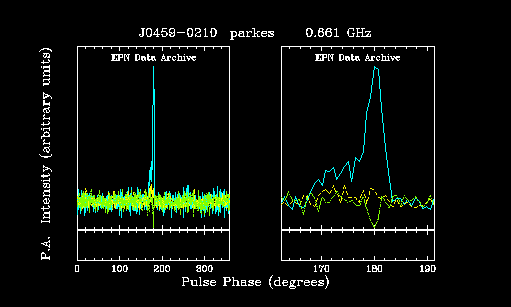 J0459-0210 parkes 0.661 GHz
EPN Data Archive EPN Data Archive
P.A. Intensity (arbitrary units)
0 100 200 300 170 180 190
Pulse Phase (degrees)